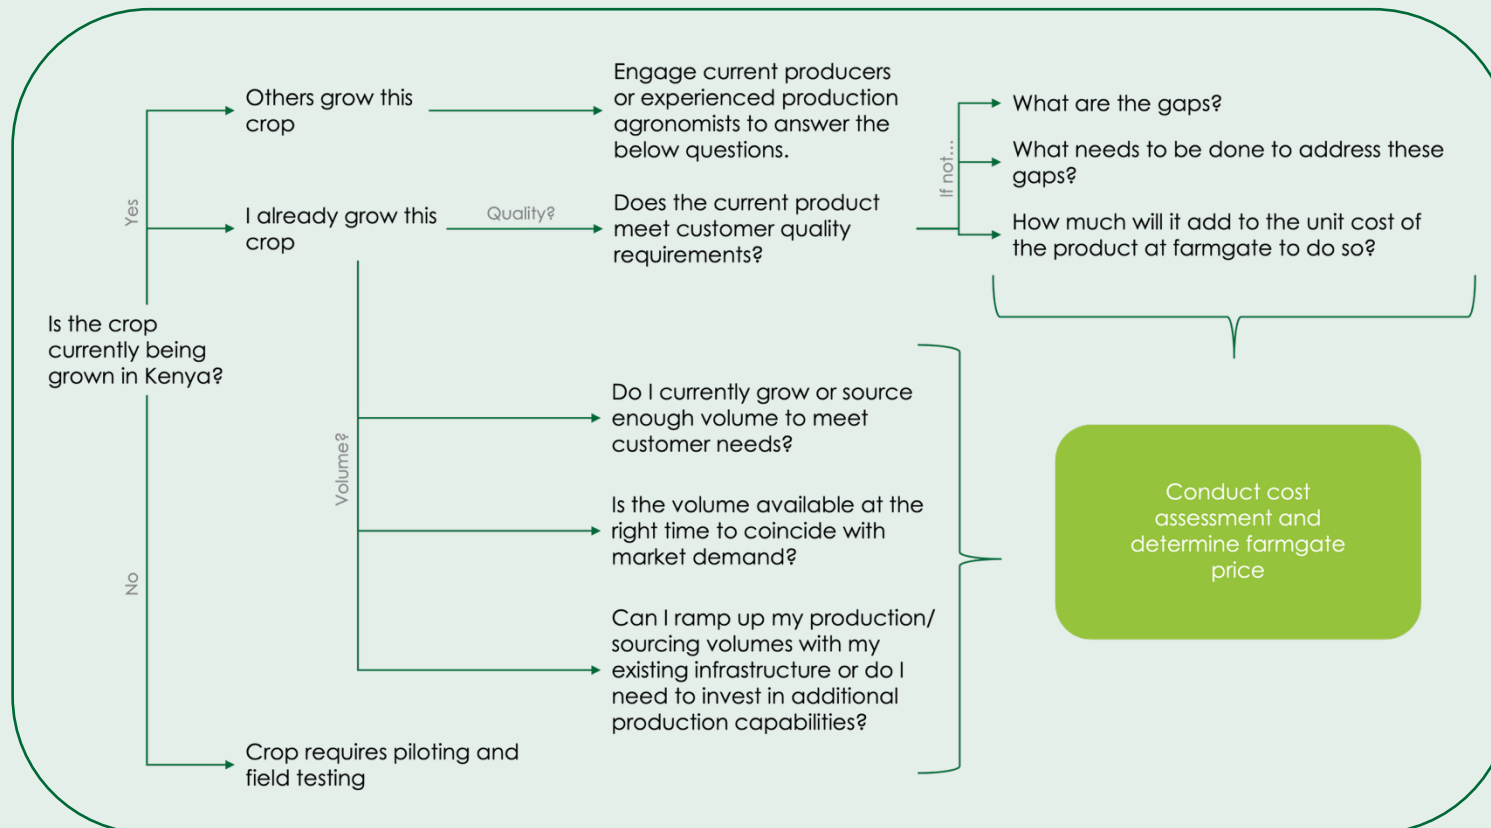 Others grow this
crop
Engage current producers
or experienced production
agronomists to answer the
below questions.
What are the gaps?
What needs to be done to address these
gaps?
How much will it add to the unit cost of
the product at farmgate to do so?
If not...
Yes
I already grow this
crop
Quality?
Does the current product
meet customer quality
requirements?
Is the crop
currently being
grown in Kenya?
Volume?
Do I currently grow or source
enough volume to meet
customer needs?
Is the volume available at the
right time to coincide with
market demand?
Can I ramp up my production/
sourcing volumes with my
existing infrastructure or do I
need to invest in additional
production capabilities?
Conduct cost
assessment and
determine farmgate
price
No
Crop requires piloting and
field testing